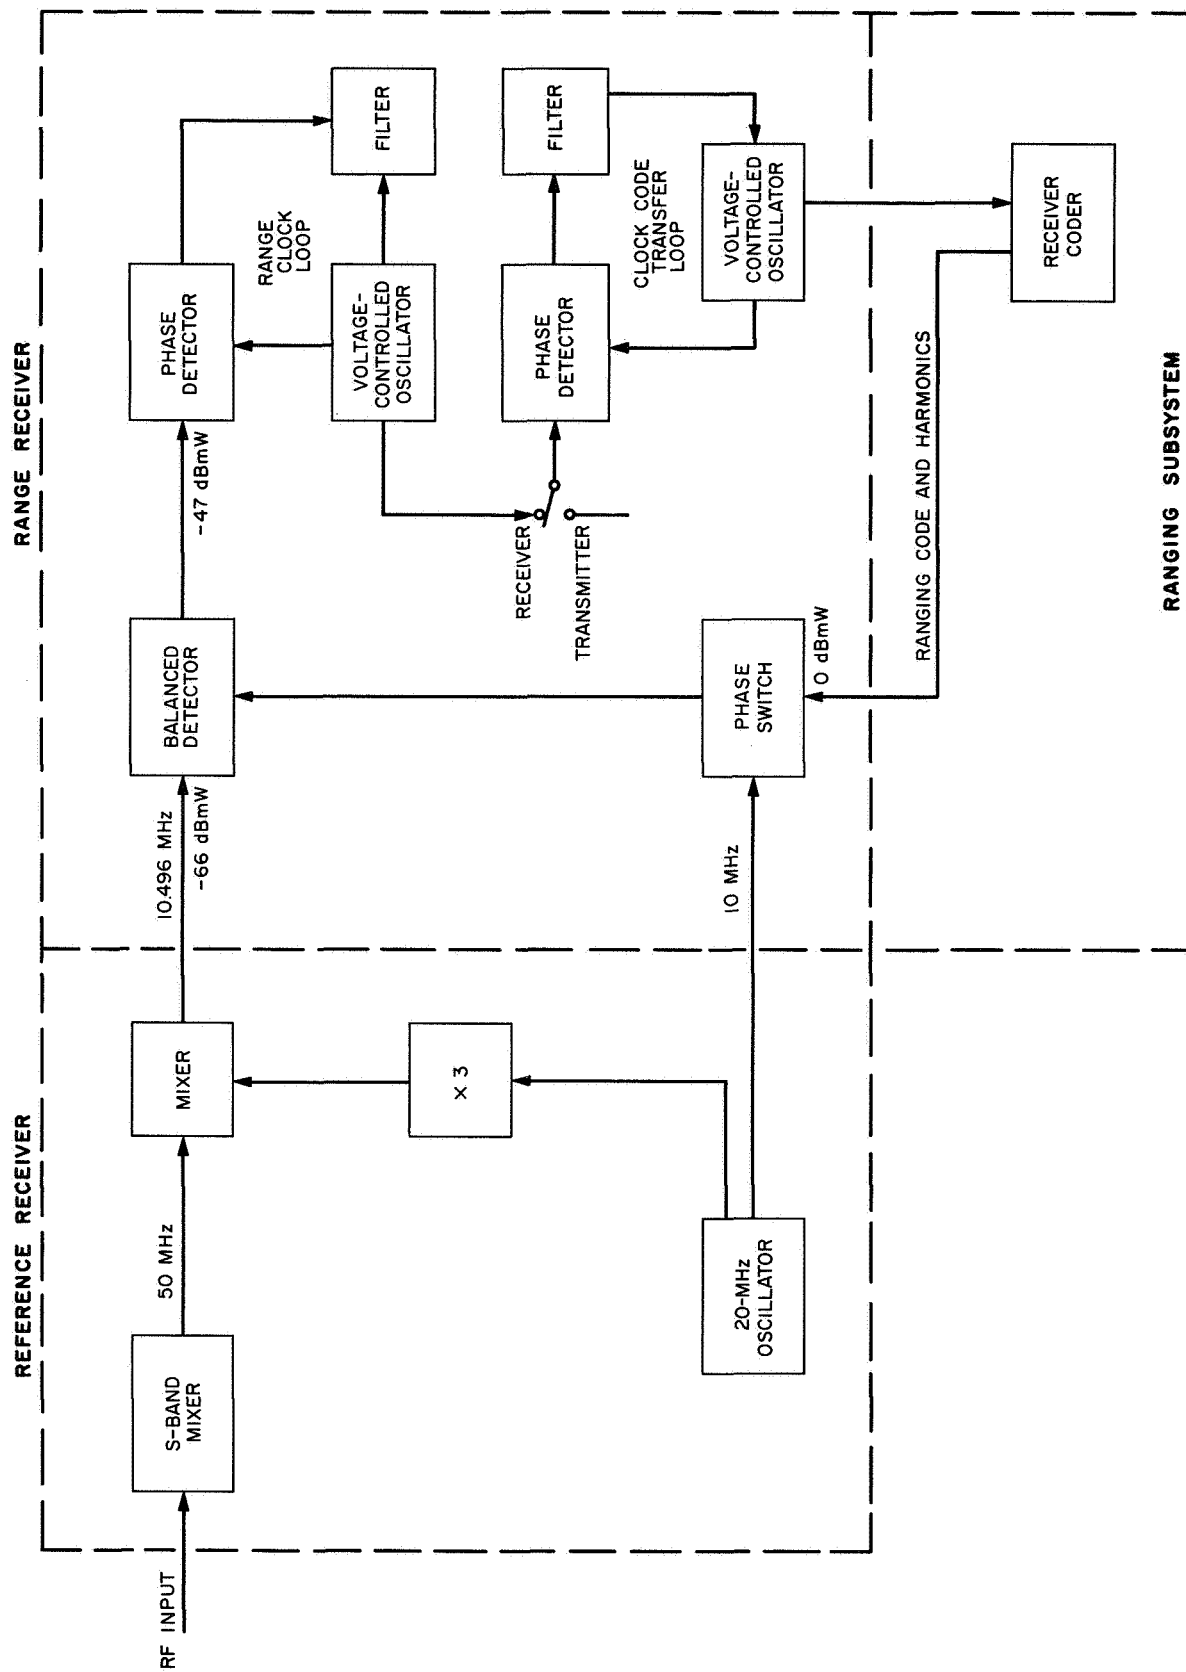 REFERENCE RECEIVER
RANGE RECEIVER
RF INPUT
S-BAND
MIXER
50 MHz
MIXER
10.496 MHz
-66 dBmW
BALANCED
DETECTOR
-47 dBmW
PHASE
DETECTOR
× 3
RANGE
CLOCK
LOOP
VOLTAGE-
CONTROLLED
OSCILLATOR
FILTER
RECEIVER
TRANSMITTER
PHASE
DETECTOR
FILTER
CLOCK CODE
TRANSFER
LOOP
20-MHz
OSCILLATOR
10 MHz
PHASE
SWITCH
0 dBmW
VOLTAGE-
CONTROLLED
OSCILLATOR
RANGING CODE AND HARMONICS
RECEIVER
CODER
RANGING SUBSYSTEM